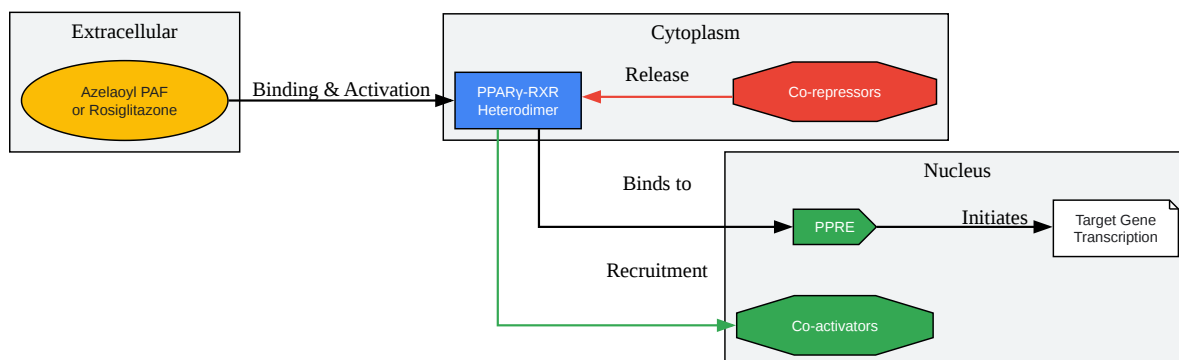 Extracellular
Azelaoyl PAF
or Rosiglitazone
Binding & Activation
Cytoplasm
PPARγ-RXR
Heterodimer
Release
Co-repressors
Nucleus
Binds to
PPRE
Initiates
Target Gene
Transcription
Recruitment
Co-activators